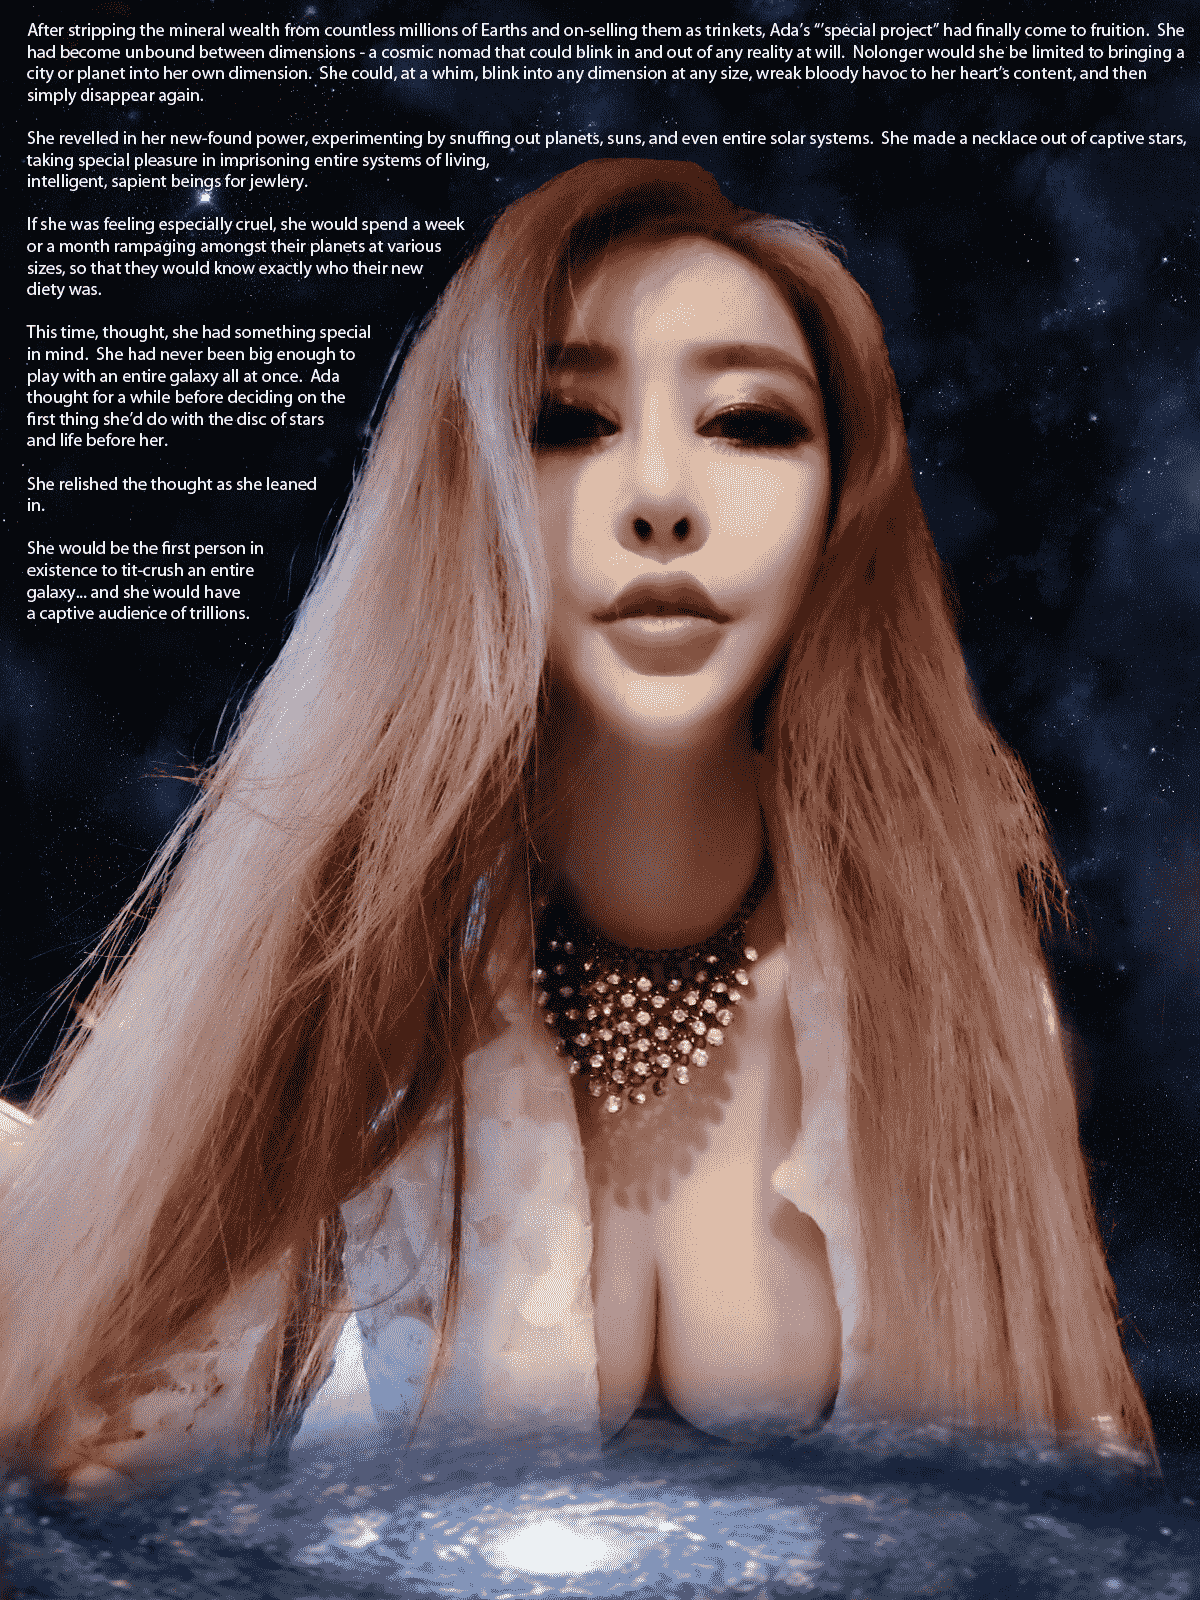 After stripping the mineral wealth from countless millions of Earths and on-selling them as trinkets, Ada's "'special project" had finally come to fruition.  She
had become unbound between dimensions - a cosmic nomad that could blink in and out of any reality at will.  Nolonger would she be limited to bringing a
city or planet into her own dimension.  She could, at a whim, blink into any dimension at any size, wreak bloody havoc to her heart's content, and then
simply disappear again.
She revelled in her new-found power, experimenting by snuffing out planets, suns, and even entire solar systems.  She made a necklace out of captive stars,
taking special pleasure in imprisoning entire systems of living,
intelligent, sapient beings for jewlery.
If she was feeling especially cruel, she would spend a week
or a month rampaging amongst their planets at various
sizes, so that they would know exactly who their new
diety was.
This time, thought, she had something special
in mind.  She had never been big enough to
play with an entire galaxy all at once.  Ada
thought for a while before deciding on the
first thing she'd do with the disc of stars
and life before her.
She relished the thought as she leaned
in.
She would be the first person in
existence to tit-crush an entire
galaxy... and she would have
a captive audience of trillions.